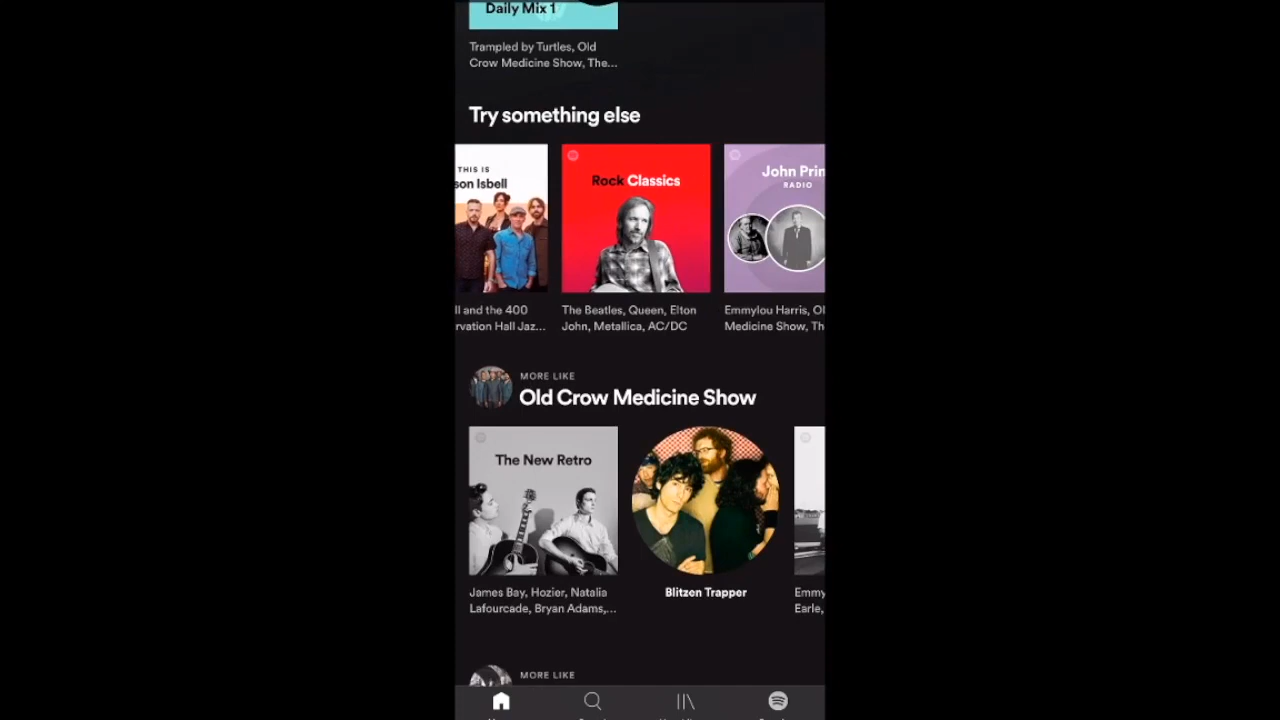 Daily Mix 1
Trampled by Turtles, Old
Crow Medicine Show, The...
Try something else
THIS IS
son Isbell
Rock Classics
John Prin
RADIO
ll and the 400
rvation Hall Jaz...
The Beatles, Queen, Elton
John, Metallica, AC/DC
Emmylou Harris, Ol
Medicine Show, Th
MORE LIKE
Old Crow Medicine Show
The New Retro
James Bay, Hozier, Natalia
Lafourcade, Bryan Adams,...
Blitzen Trapper
Emmy
Earle,
MORE LIKE